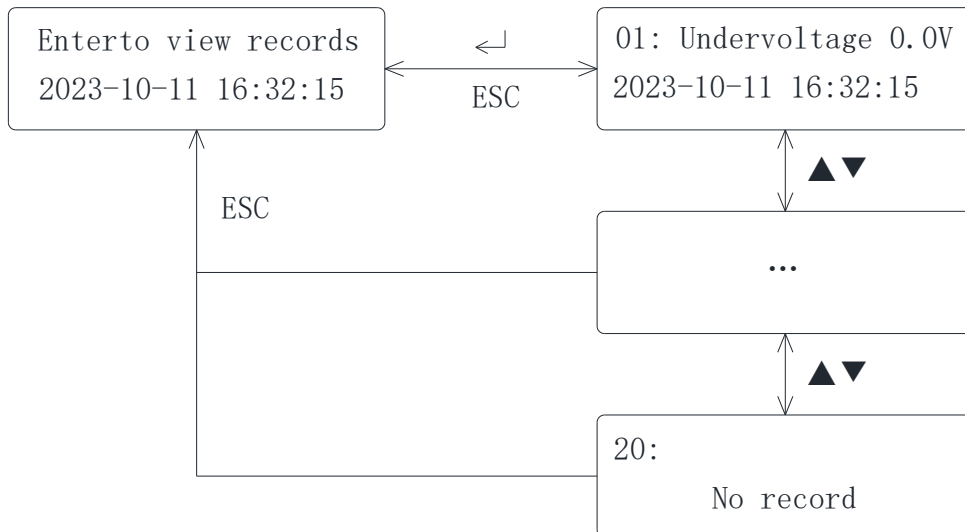 Enterto view records
2023-10-11 16:32:15
ESC
01: Undervoltage 0.0V
2023-10-11 16:32:15
▲▼
ESC
...
▲▼
20:
No record